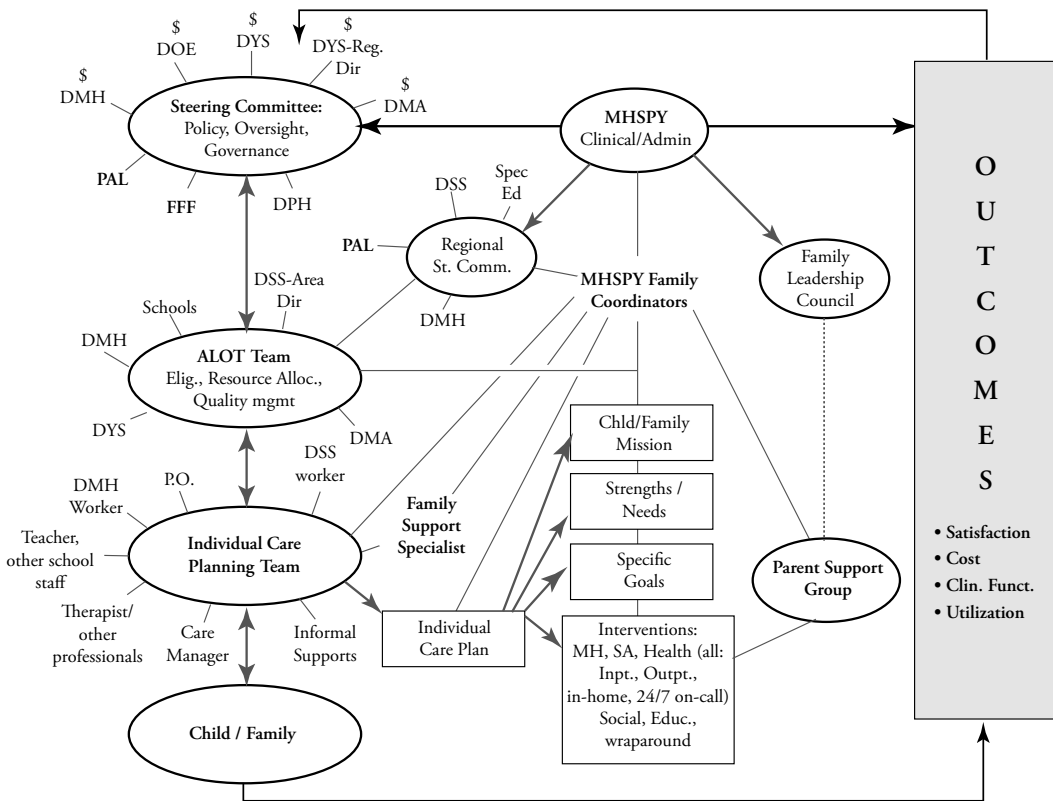 $
DMH
$
DOE
$
DYS
$
DYS-Reg.
Dir
$
DMA
Steering Committee:
Policy, Oversight,
Governance
PAL
FFF
DPH
MHSPY
Clinical/Admin
DSS
Spec
Ed
PAL
Regional
St. Comm.
DMH
MHSPY Family
Coordinators
Family
Leadership
Council
DSS-Area
Dir
Schools
DMH
ALOT Team
Elig., Resource Alloc.,
Quality mgmt
DYS
DMA
DSS
worker
P.O.
DMH
Worker
Teacher,
other school
staff
Individual Care
Planning Team
Family
Support
Specialist
Therapist/
other
professionals
Care
Manager
Informal
Supports
Individual
Care Plan
Chld/Family
Mission
Strengths /
Needs
Specific
Goals
Interventions:
MH, SA, Health (all:
Inpt., Outpt.,
in-home, 24/7 on-call)
Social, Educ.,
wraparound
Parent Support
Group
Child / Family
O
U
T
C
O
M
E
S
• Satisfaction
• Cost
• Clin. Funct.
• Utilization